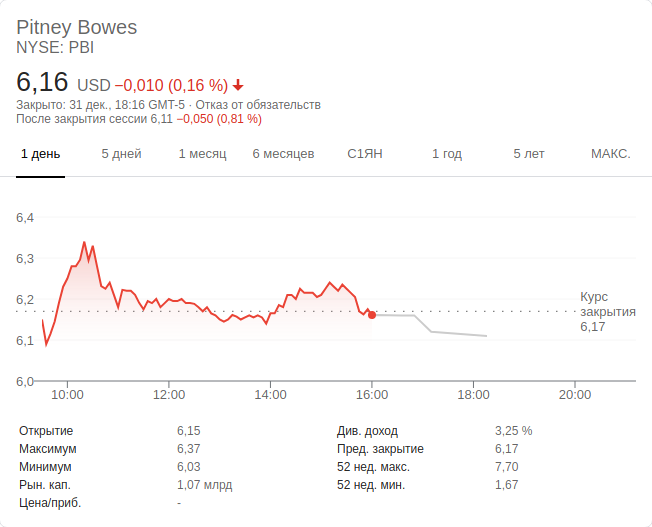 Pitney Bowes
NYSE: PBI
6,16 USD −0,010 (0,16 %)
Закрыто: 31 дек., 18:16 GMT-5 · Отказ от обязательств
После закрытия сессии 6,11 −0,050 (0,81 %)
1 день 5 дней 1 месяц 6 месяцев С1ЯН 1 год 5 лет МАКС.
6,4
6,3
6,2
6,1
6,0
Курс
закрытия
6,17
10:00 12:00 14:00 16:00 18:00 20:00
Открытие 6,15 Див. доход 3,25 %
Максимум 6,37 Пред. закрытие 6,17
Минимум 6,03 52 нед. макс. 7,70
Рын. кап. 1,07 млрд 52 нед. мин. 1,67
Цена/приб. -